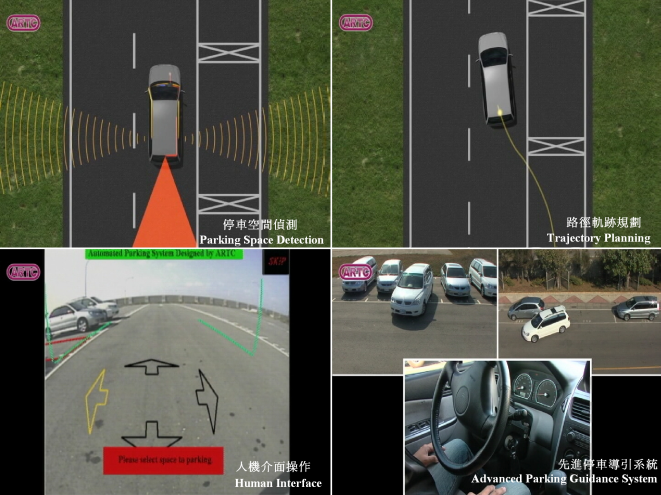 ARTC
停車空間偵測
Parking Space Detection
ARTC
路徑軌跡規劃
Trajectory Planning
ARTC
Automated Parking System Designed by ARTC
SKIP
Please select space to parking.
人機介面操作
Human Interface
ARTC
先進停車導引系統
Advanced Parking Guidance System